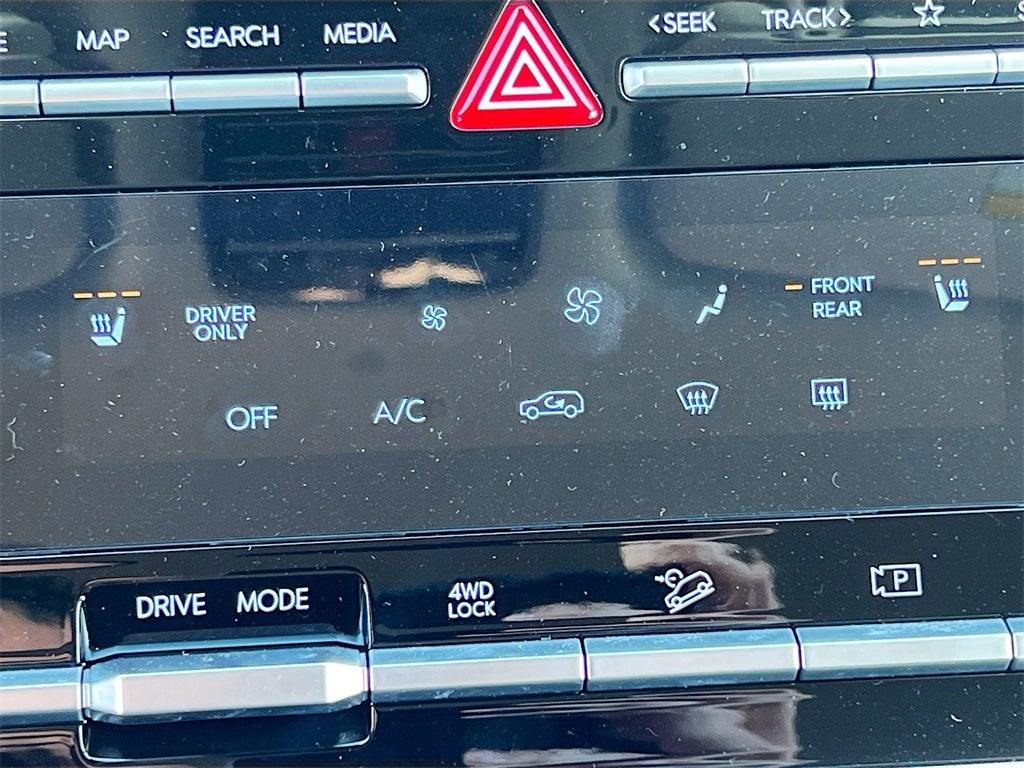 E MAP SEARCH MEDIA <SEEK TRACK>
DRIVER
ONLY
FRONT
REAR
OFF A/C
DRIVE MODE
4WD
LOCK
P